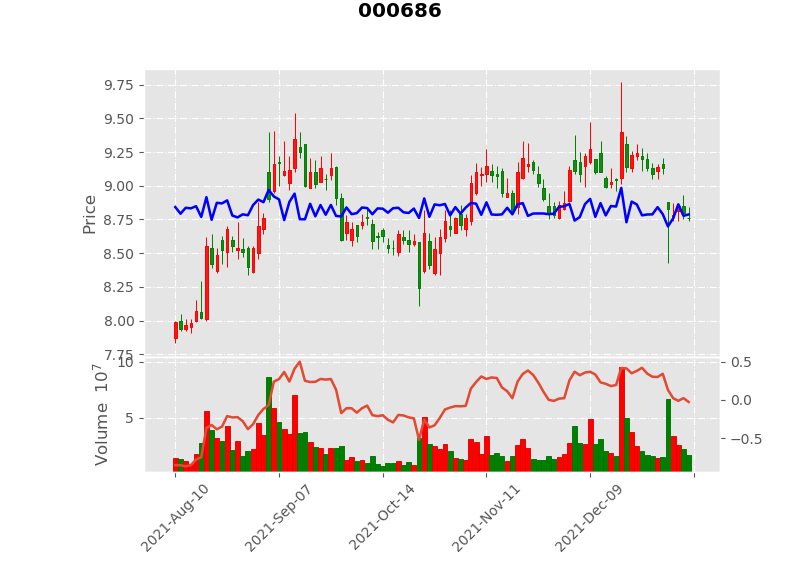 000686
9.75
9.50
9.25
9.00
8.75
8.50
8.25
8.00
7.75
Price
10
5
Volume 10^7
0.5
0.0
−0.5
2021-Aug-10
2021-Sep-07
2021-Oct-14
2021-Nov-11
2021-Dec-09